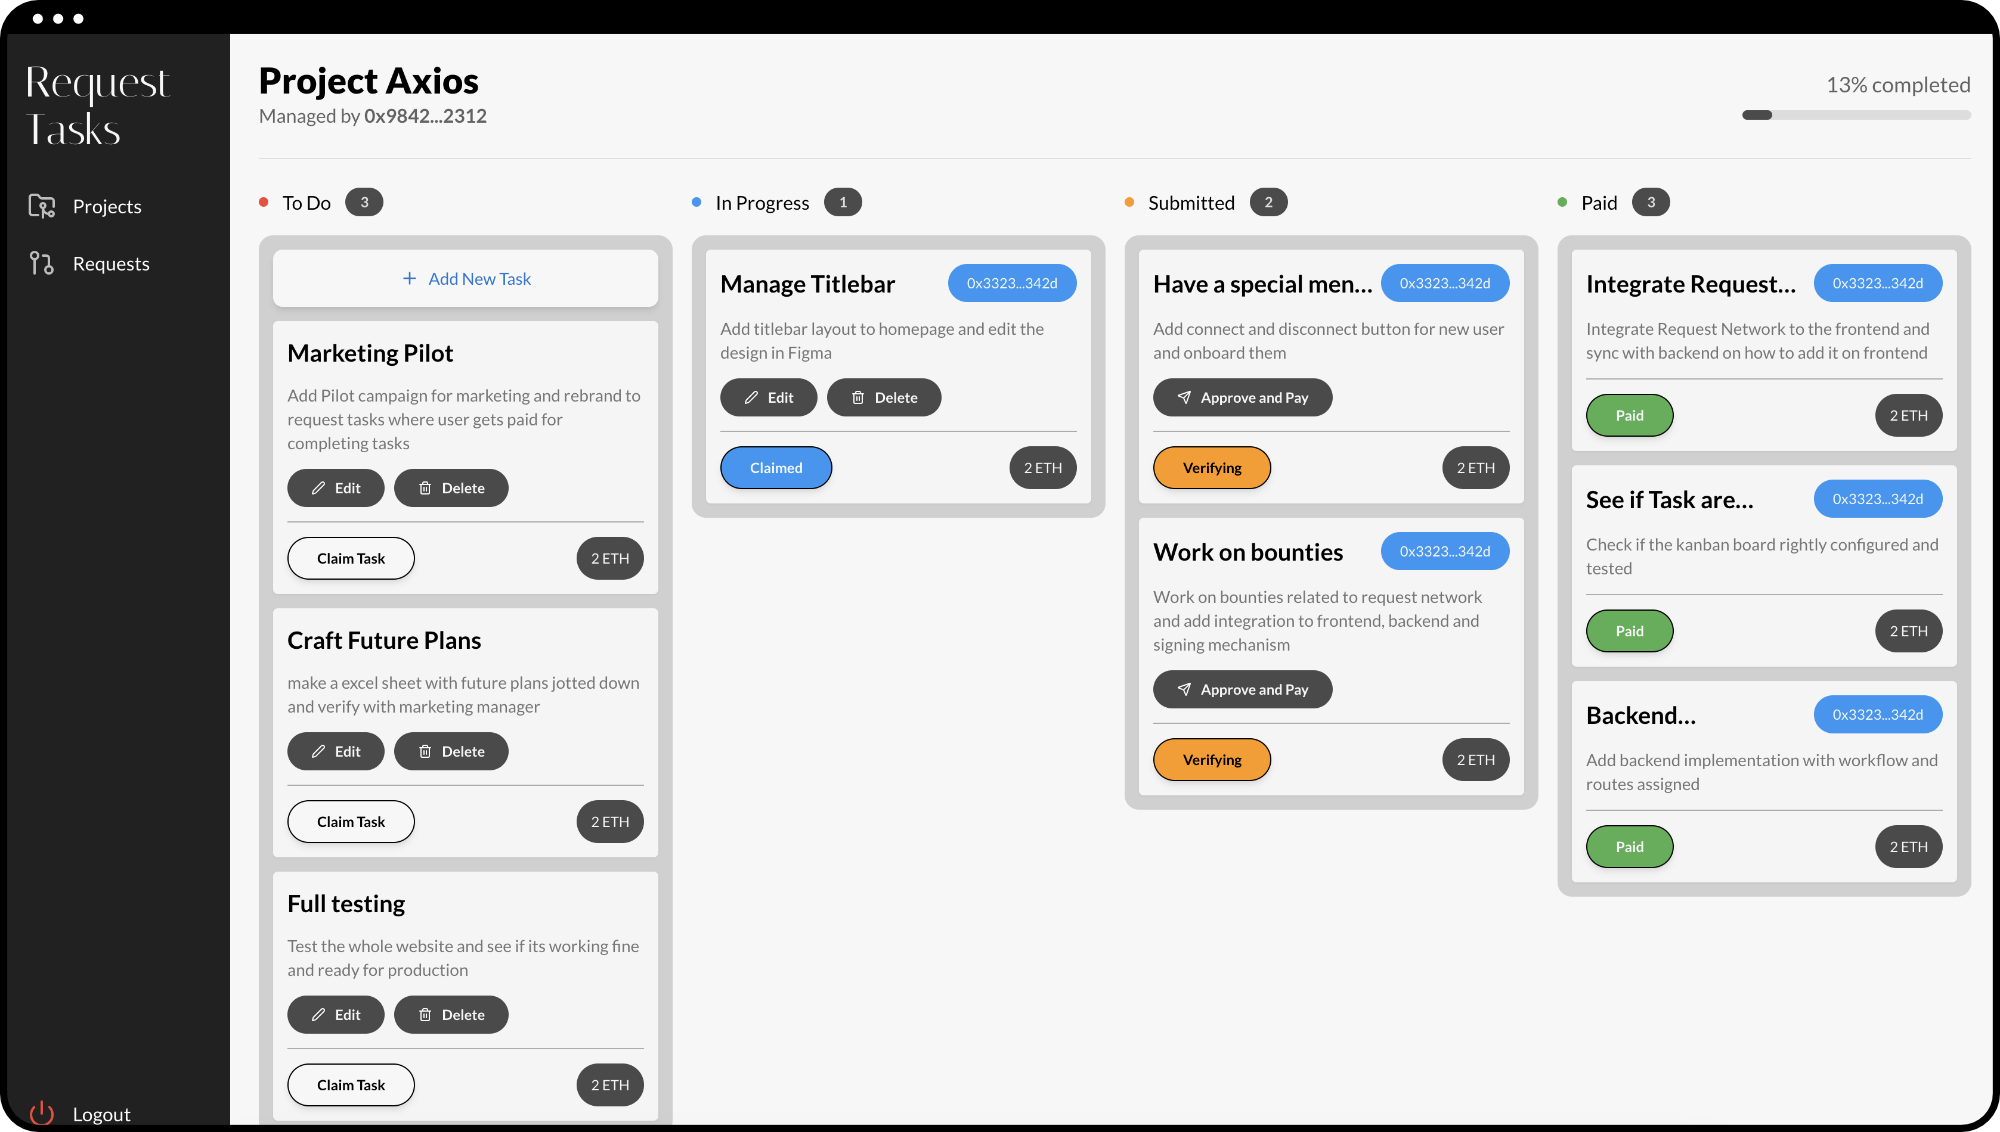 Request
Tasks
Projects
Requests
Logout
Project Axios
Managed by 0x9842...2312
13% completed
To Do 3
+ Add New Task
Marketing Pilot
Add Pilot campaign for marketing and rebrand to
request tasks where user gets paid for
completing tasks
Edit Delete
Claim Task 2 ETH
Craft Future Plans
make a excel sheet with future plans jotted down
and verify with marketing manager
Edit Delete
Claim Task 2 ETH
Full testing
Test the whole website and see if its working fine
and ready for production
Edit Delete
Claim Task 2 ETH
In Progress 1
Manage Titlebar 0x3323...342d
Add titlebar layout to homepage and edit the
design in Figma
Edit Delete
Claimed 2 ETH
Submitted 2
Have a special men... 0x3323...342d
Add connect and disconnect button for new user
and onboard them
Approve and Pay
Verifying 2 ETH
Work on bounties 0x3323...342d
Work on bounties related to request network
and add integration to frontend, backend and
signing mechanism
Approve and Pay
Verifying 2 ETH
Paid 3
Integrate Request... 0x3323...342d
Integrate Request Network to the frontend and
sync with backend on how to add it on frontend
Paid 2 ETH
See if Task are... 0x3323...342d
Check if the kanban board rightly configured and
tested
Paid 2 ETH
Backend... 0x3323...342d
Add backend implementation with workflow and
routes assigned
Paid 2 ETH